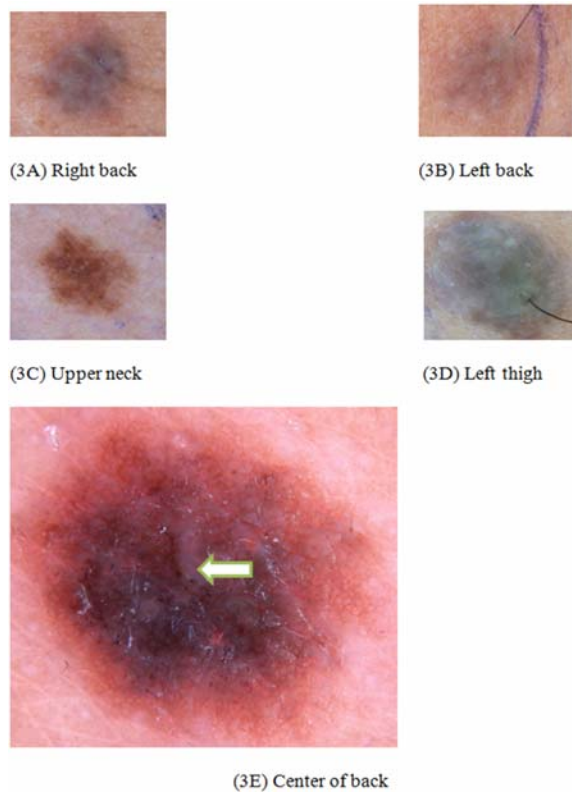 (3A) Right back
(3B) Left back
(3C) Upper neck
(3D) Left thigh
(3E) Center of back